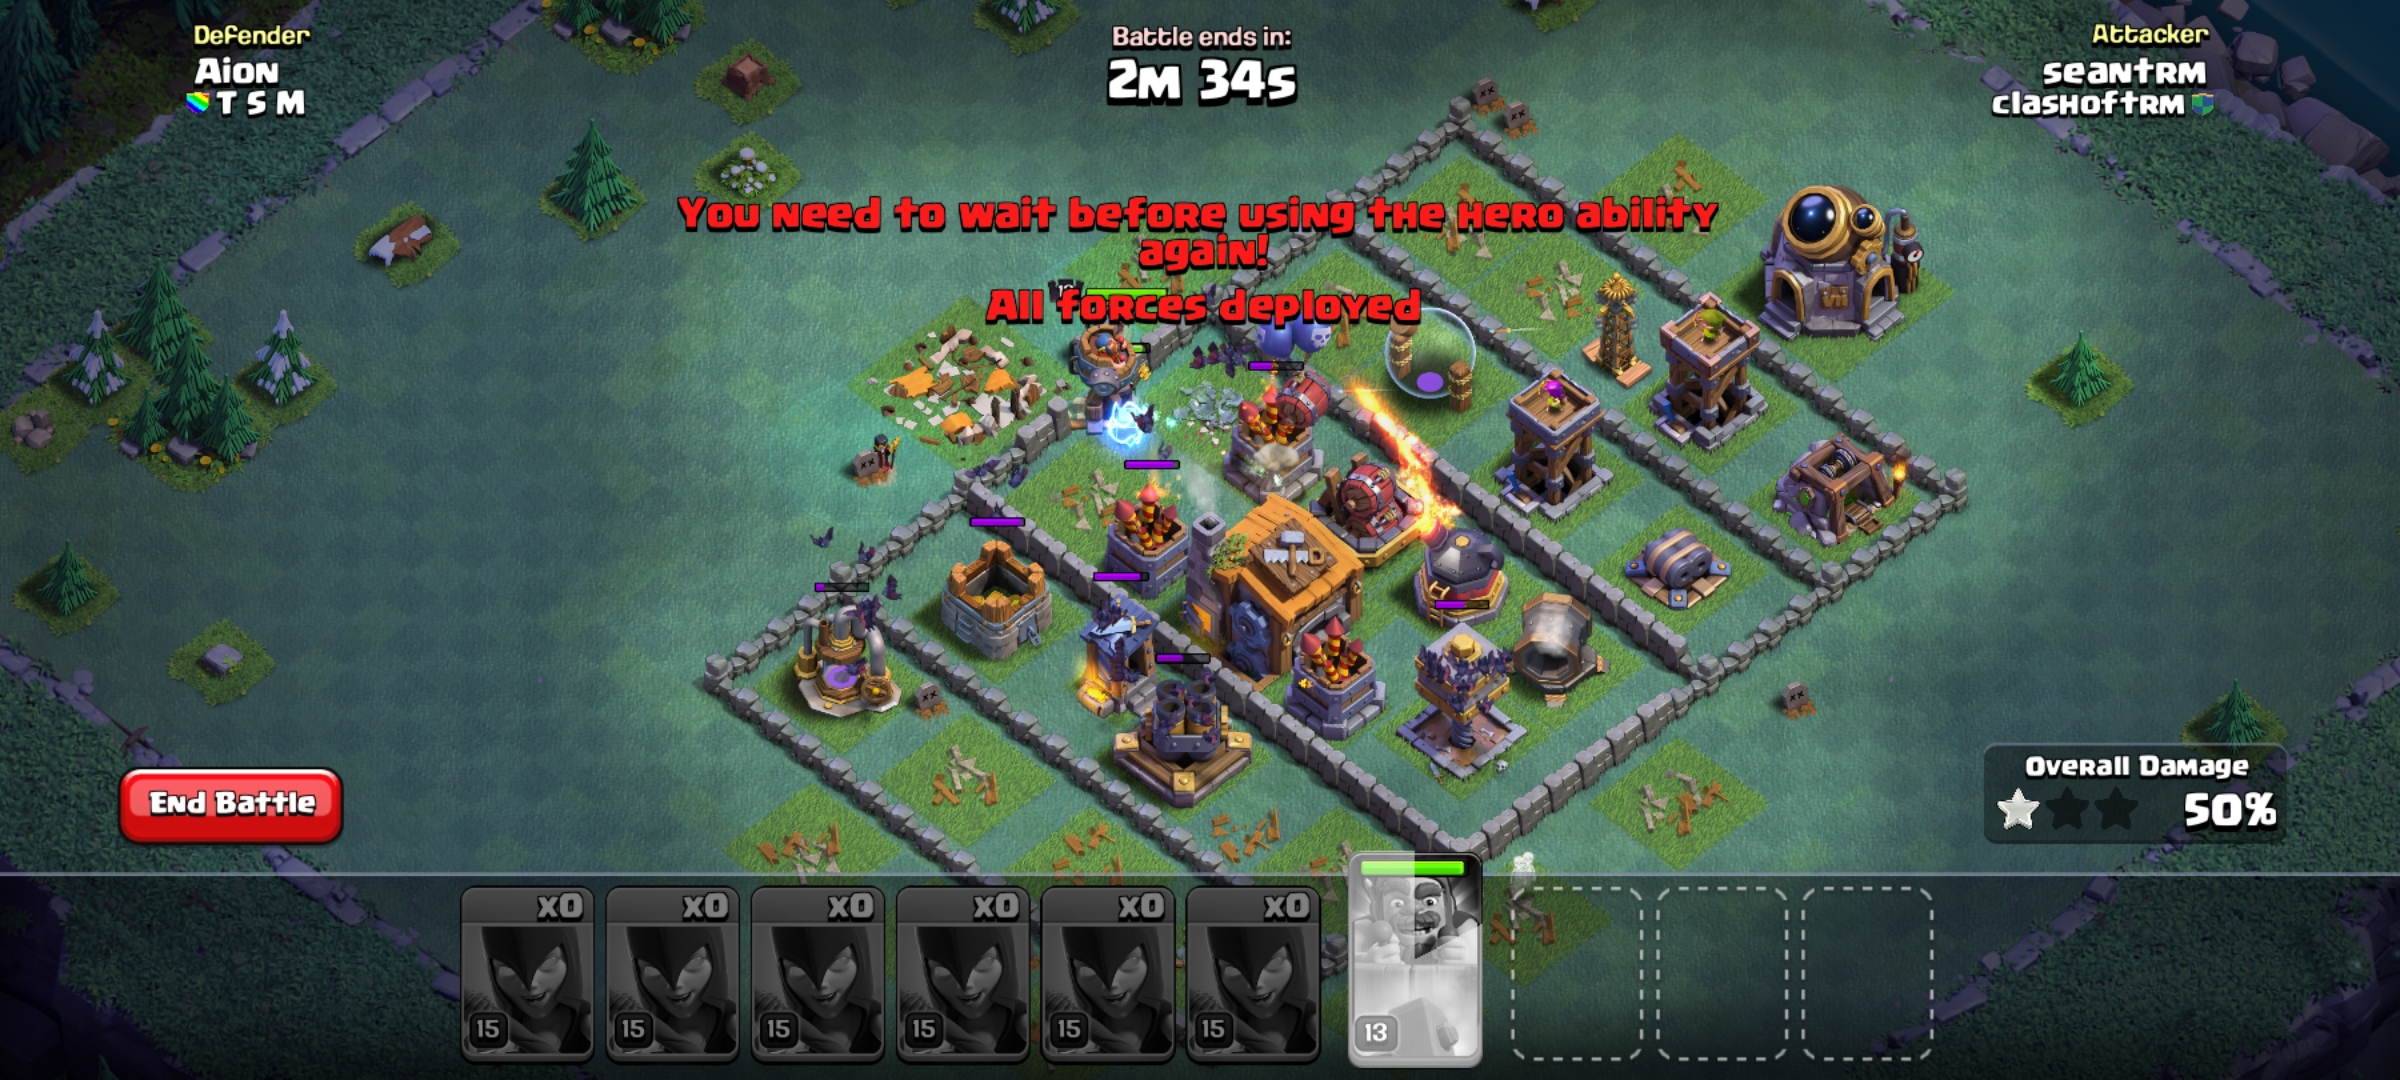 Defender
Aion
T S M
Battle ends in:
2M 34s
Attacker
seantrm
clashoftrm
You need to wait before using the Hero ability
again!
All forces deployed
End Battle
Overall Damage
50%
x0
x0
x0
x0
x0
x0
15
15
15
15
15
15
13